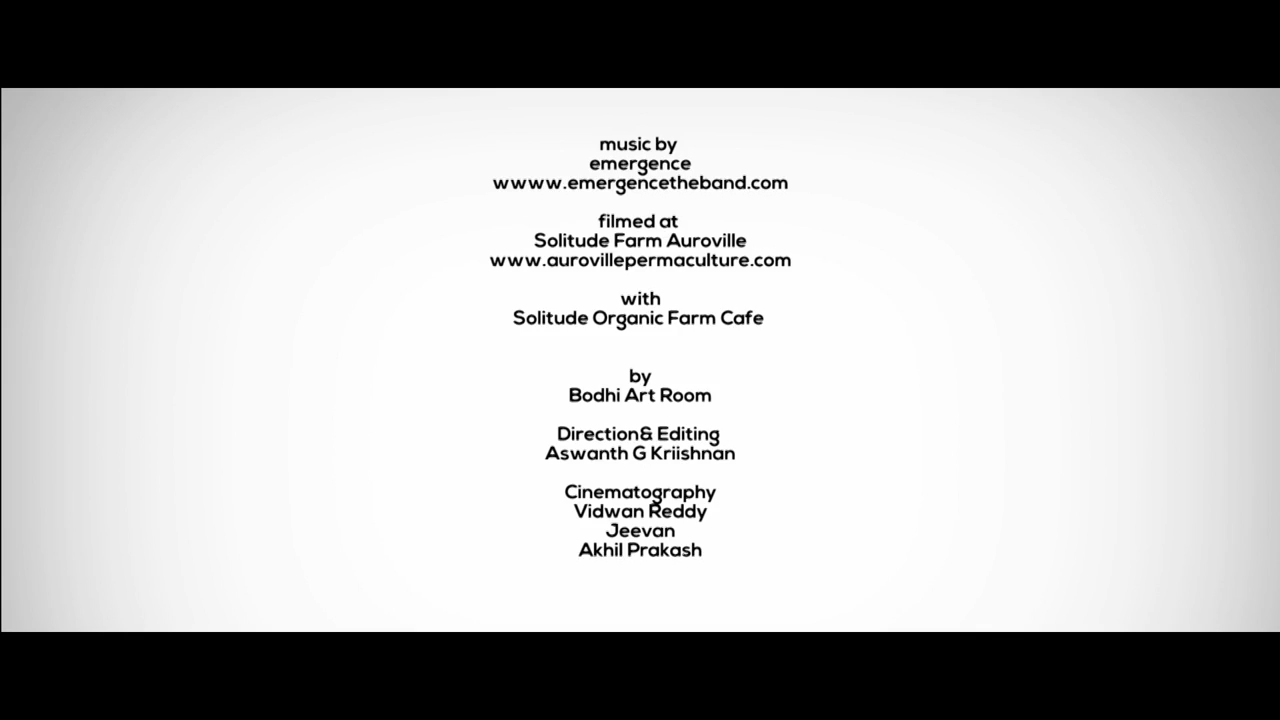 music by
emergence
wwww.emergencetheband.com
filmed at
Solitude Farm Auroville
www.aurovillepermaculture.com
with
Solitude Organic Farm Cafe
by
Bodhi Art Room
Direction& Editing
Aswanth G Kriishnan
Cinematography
Vidwan Reddy
Jeevan
Akhil Prakash